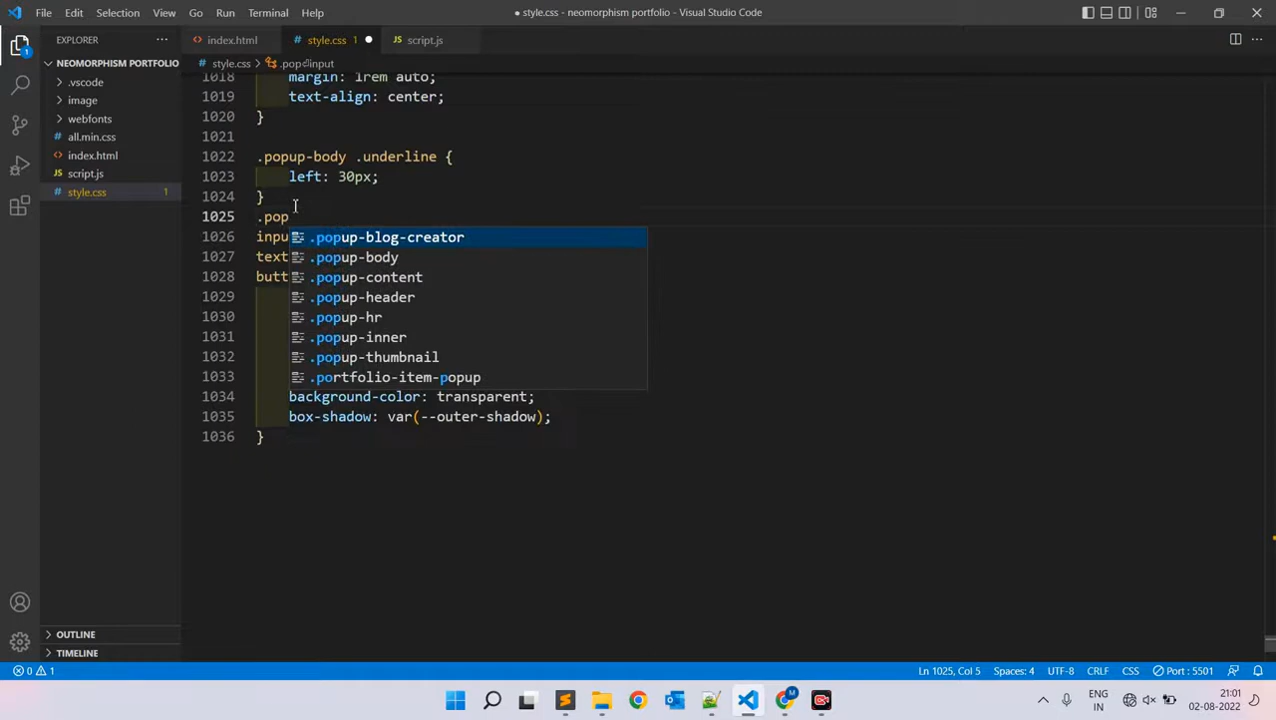 File Edit Selection View Go Run Terminal Help
● style.css - neomorphism portfolio - Visual Studio Code
EXPLORER ...
index.html
style.css 1 ●
script.js
NEOMORPHISM PORTFOLIO
style.css > .pop⏎input
.vscode
image
webfonts
all.min.css
index.html
script.js
style.css 1
1018 margin: 1rem auto;
1019 text-align: center;
1020 }
1021
1022 .popup-body .underline {
1023 left: 30px;
1024 }
1025 .pop
1026 inpu
1027 text
1028 butt
1029
1030
1031
1032
1033
1034 background-color: transparent;
1035 box-shadow: var(--outer-shadow);
1036 }
.popup-blog-creator
.popup-body
.popup-content
.popup-header
.popup-hr
.popup-inner
.popup-thumbnail
.portfolio-item-popup
OUTLINE
TIMELINE
0 1
Ln 1025, Col 5 Spaces: 4 UTF-8 CRLF CSS Port : 5501
ENG
IN
21:01
02-08-2022